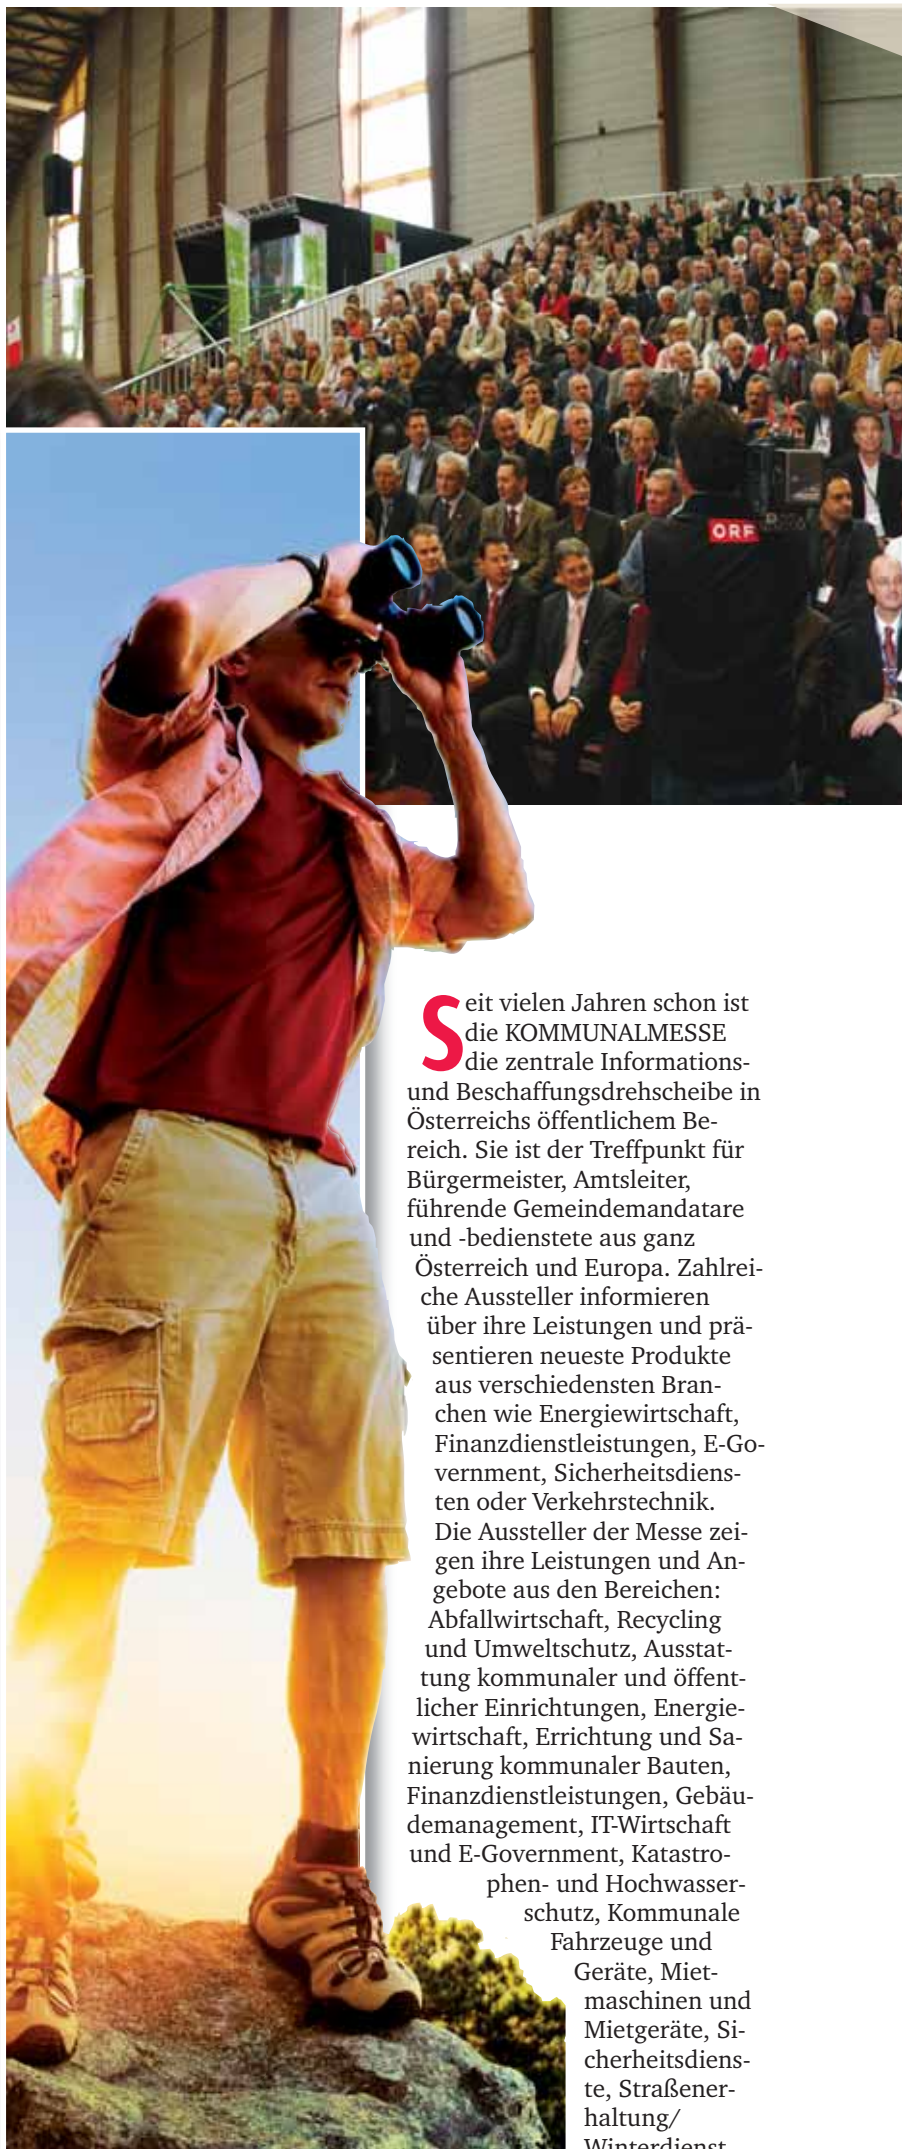 ORF
Seit vielen Jahren schon ist
die KOMMUNALMESSE
die zentrale Informations-
und Beschaffungsdrehscheibe in
Österreichs öffentlichem Be-
reich. Sie ist der Treffpunkt für
Bürgermeister, Amtsleiter,
führende Gemeindemandatare
und -bedienstete aus ganz
Österreich und Europa. Zahlrei-
che Aussteller informieren
über ihre Leistungen und prä-
sentieren neueste Produkte
aus verschiedensten Bran-
chen wie Energiewirtschaft,
Finanzdienstleistungen, E-Go-
vernment, Sicherheitsdiens-
ten oder Verkehrstechnik.
Die Aussteller der Messe zei-
gen ihre Leistungen und An-
gebote aus den Bereichen:
Abfallwirtschaft, Recycling
und Umweltschutz, Ausstat-
tung kommunaler und öffent-
licher Einrichtungen, Energie-
wirtschaft, Errichtung und Sa-
nierung kommunaler Bauten,
Finanzdienstleistungen, Gebäu-
demanagement, IT-Wirtschaft
und E-Government, Katastro-
phen- und Hochwasser-
schutz, Kommunale
Fahrzeuge und
Geräte, Miet-
maschinen und
Mietgeräte, Si-
cherheitsdiens-
te, Straßener-
haltung/
Winterdienst